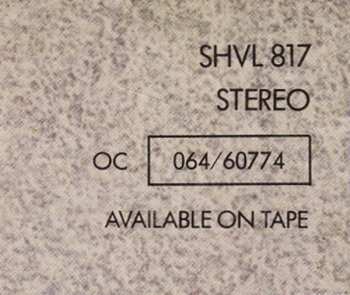 SHVL 817
STEREO
OC 064/60774
AVAILABLE ON TAPE